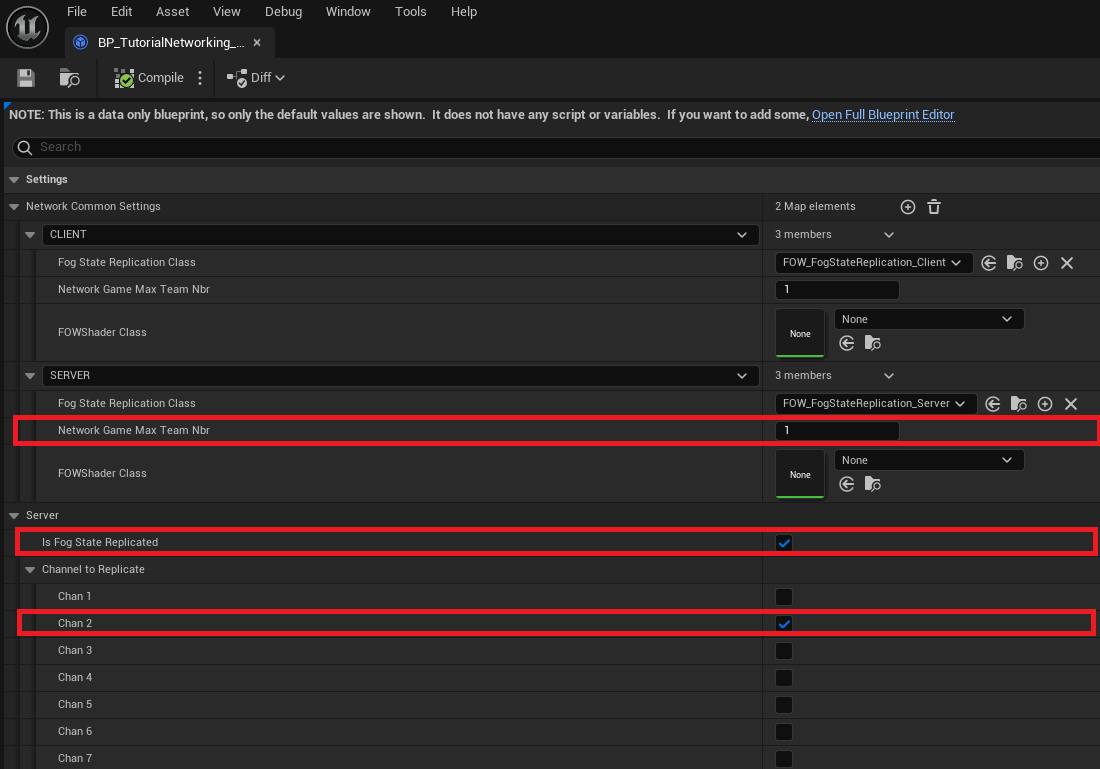 File Edit Asset View Debug Window Tools Help
BP_TutorialNetworking_...
Compile Diff
NOTE: This is a data only blueprint, so only the default values are shown. It does not have any script or variables. If you want to add some, Open Full Blueprint Editor
Search
Settings
Network Common Settings 2 Map elements
CLIENT 3 members
Fog State Replication Class FOW_FogStateReplication_Client
Network Game Max Team Nbr 1
None
FOWShader Class None
SERVER 3 members
Fog State Replication Class FOW_FogStateReplication_Server
Network Game Max Team Nbr 1
None
FOWShader Class None
Server
Is Fog State Replicated
Channel to Replicate
Chan 1
Chan 2
Chan 3
Chan 4
Chan 5
Chan 6
Chan 7